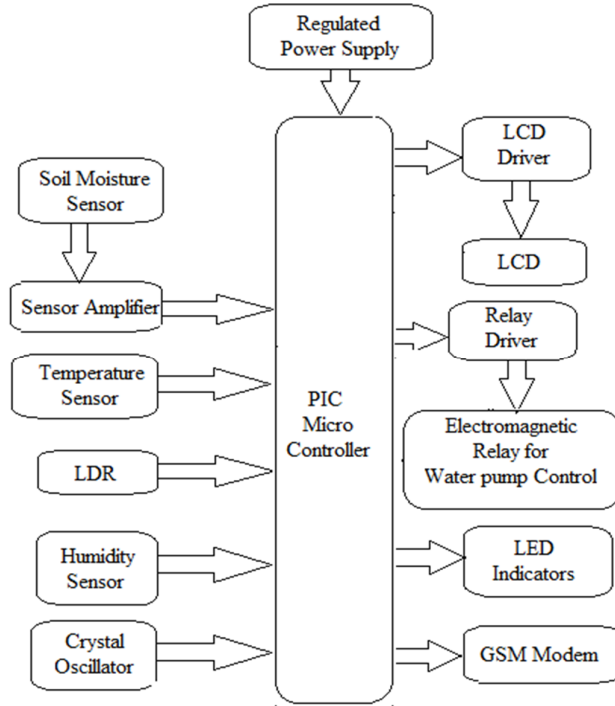 Regulated
Power Supply
LCD
Driver
Soil Moisture
Sensor
LCD
Sensor Amplifier
Relay
Driver
Temperature
Sensor
PIC
Micro
Controller
Electromagnetic
Relay for
Water pump Control
LDR
Humidity
Sensor
LED
Indicators
Crystal
Oscillator
GSM Modem